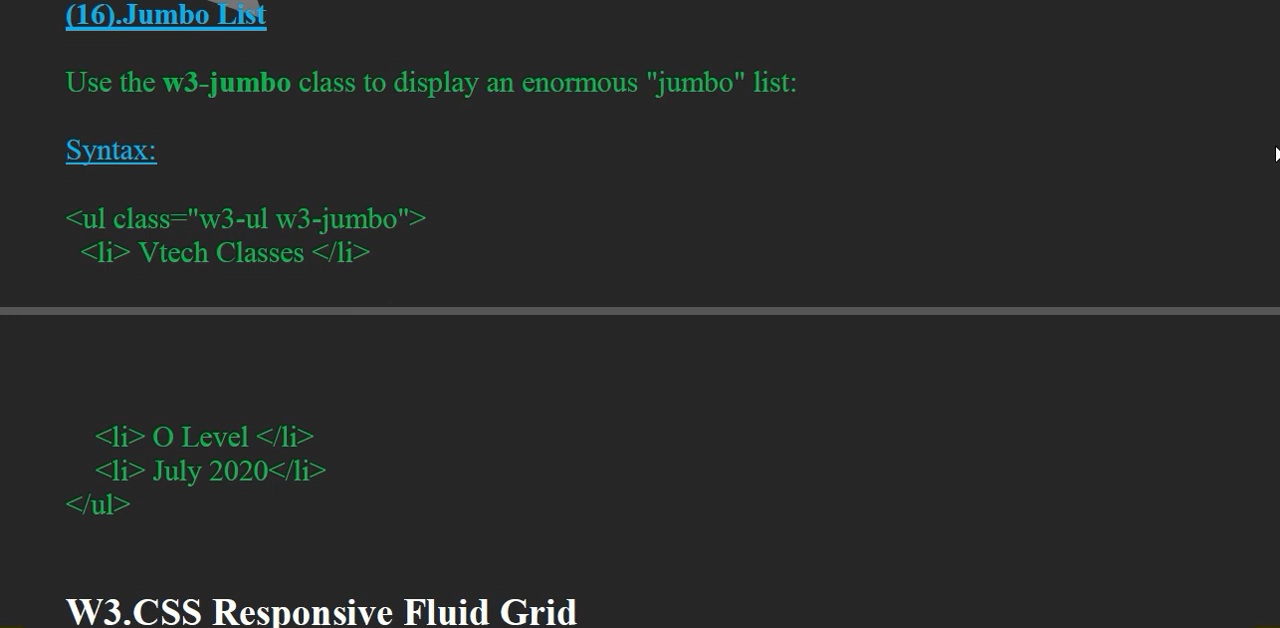 (16).Jumbo List
Use the w3-jumbo class to display an enormous "jumbo" list:
Syntax:
<ul class="w3-ul w3-jumbo">
<li> Vtech Classes </li>
<li> O Level </li>
<li> July 2020</li>
</ul>
W3.CSS Responsive Fluid Grid